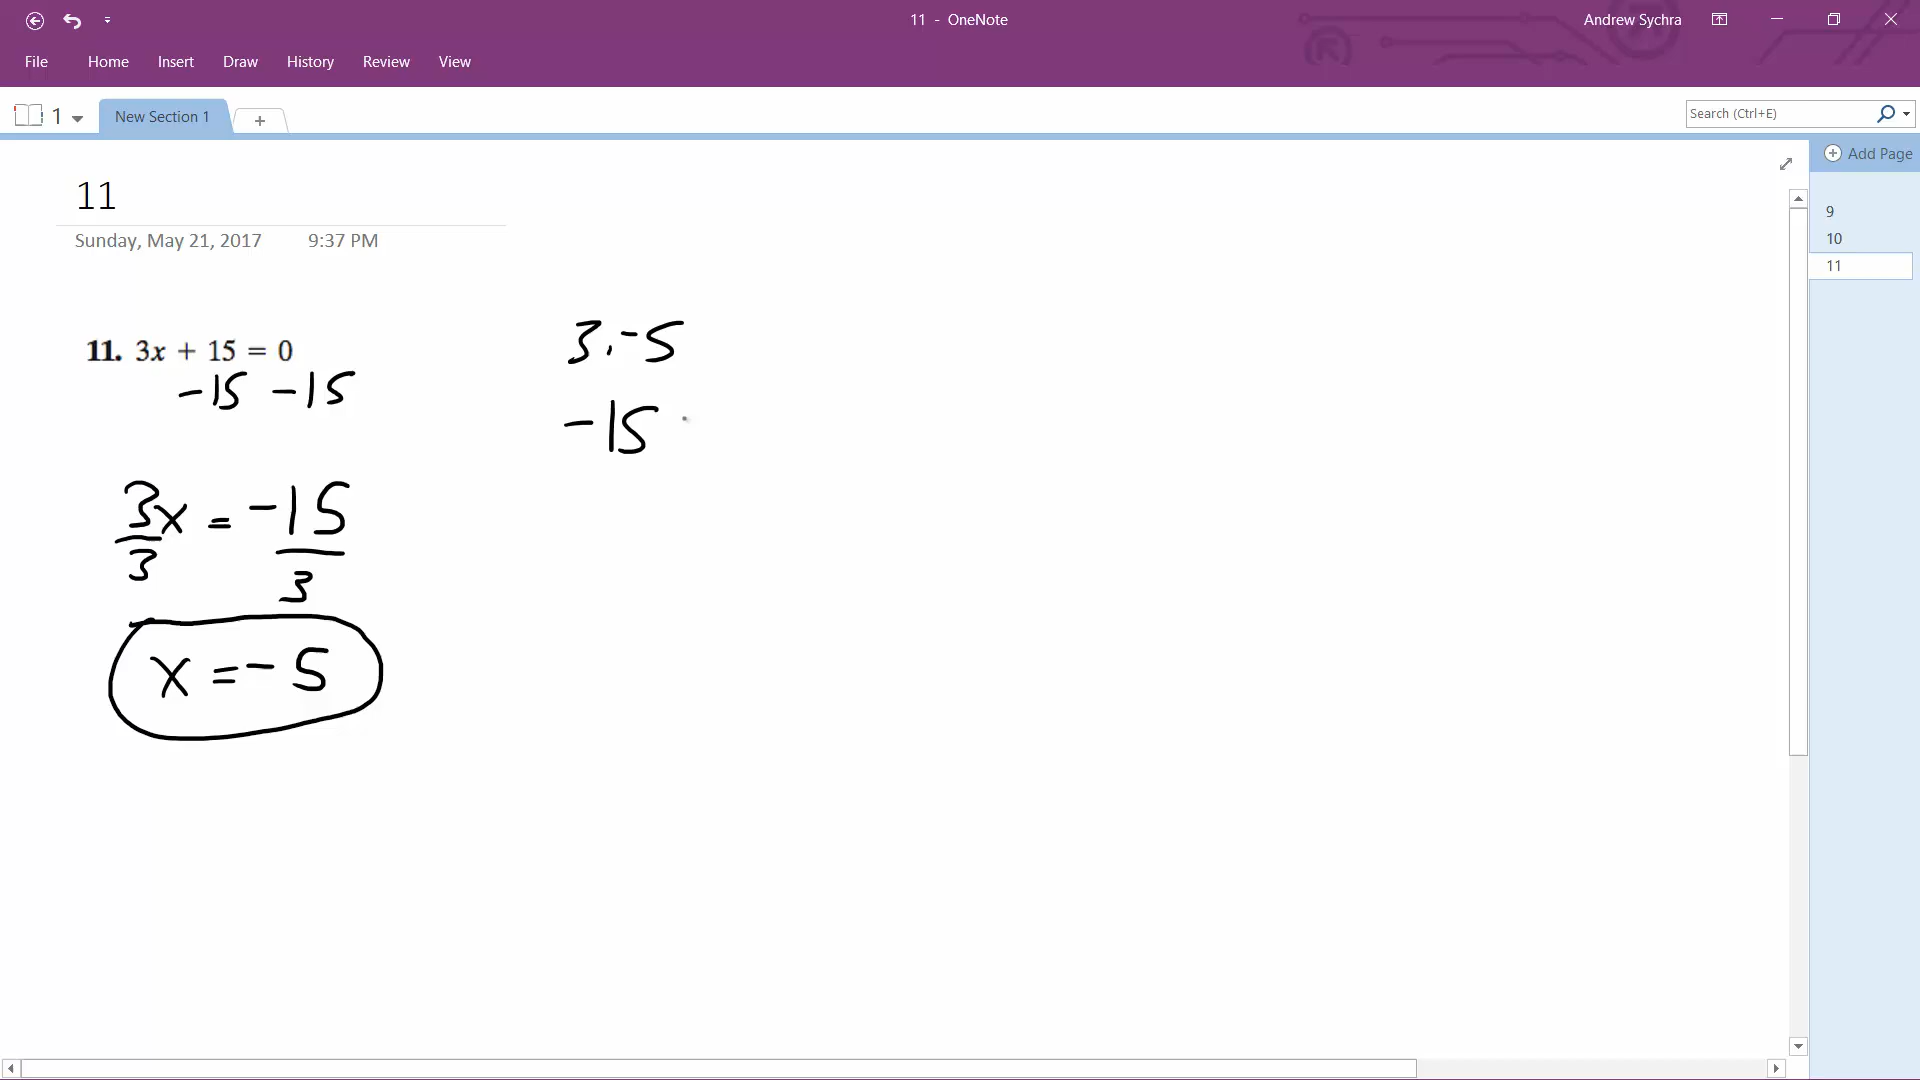 11 - OneNote
Andrew Sychra
File Home Insert Draw History Review View
1 New Section 1 +
Search (Ctrl+E)
Add Page
9
10
11
11
Sunday, May 21, 2017 9:37 PM
11. 3x + 15 = 0
-15 -15
3x = -15
3 3
x = -5
3·-5
-15